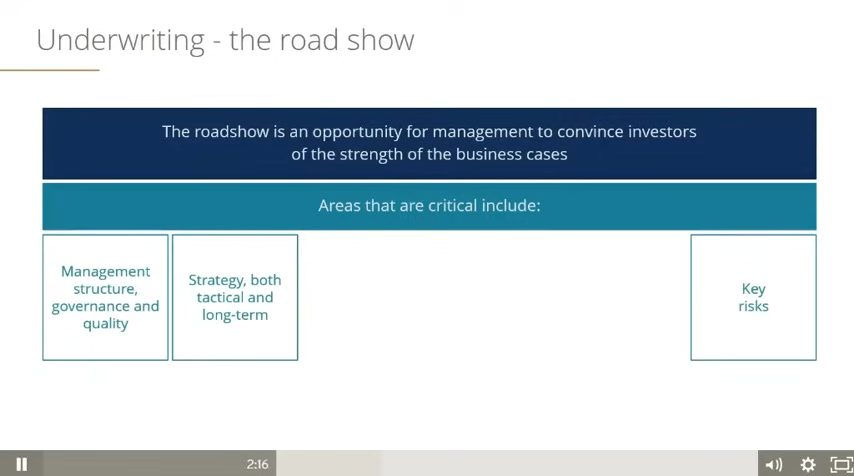 Underwriting - the road show
The roadshow is an opportunity for management to convince investors
of the strength of the business cases
Areas that are critical include:
Management
structure,
governance and
quality
Strategy, both
tactical and
long-term
Key
risks
2:16